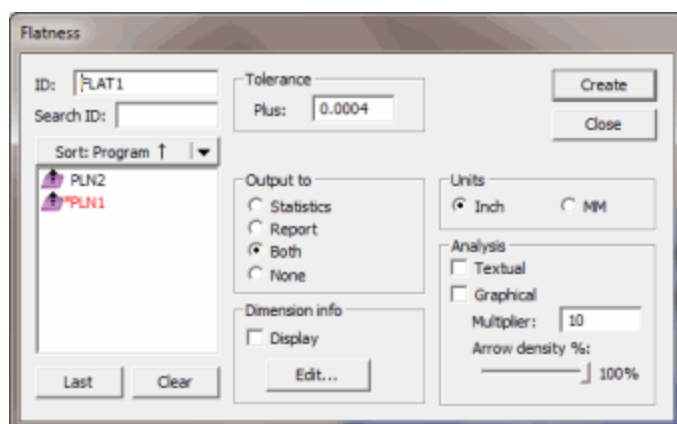 Flatness
ID: FLAT1
Search ID:
Sort: Program ↑
PLN2
*PLN1
Last Clear
Tolerance
Plus: 0.0004
Output to
Statistics
Report
Both
None
Dimension info
Display
Edit...
Create
Close
Units
Inch MM
Analysis
Textual
Graphical
Multiplier: 10
Arrow density %:
100%